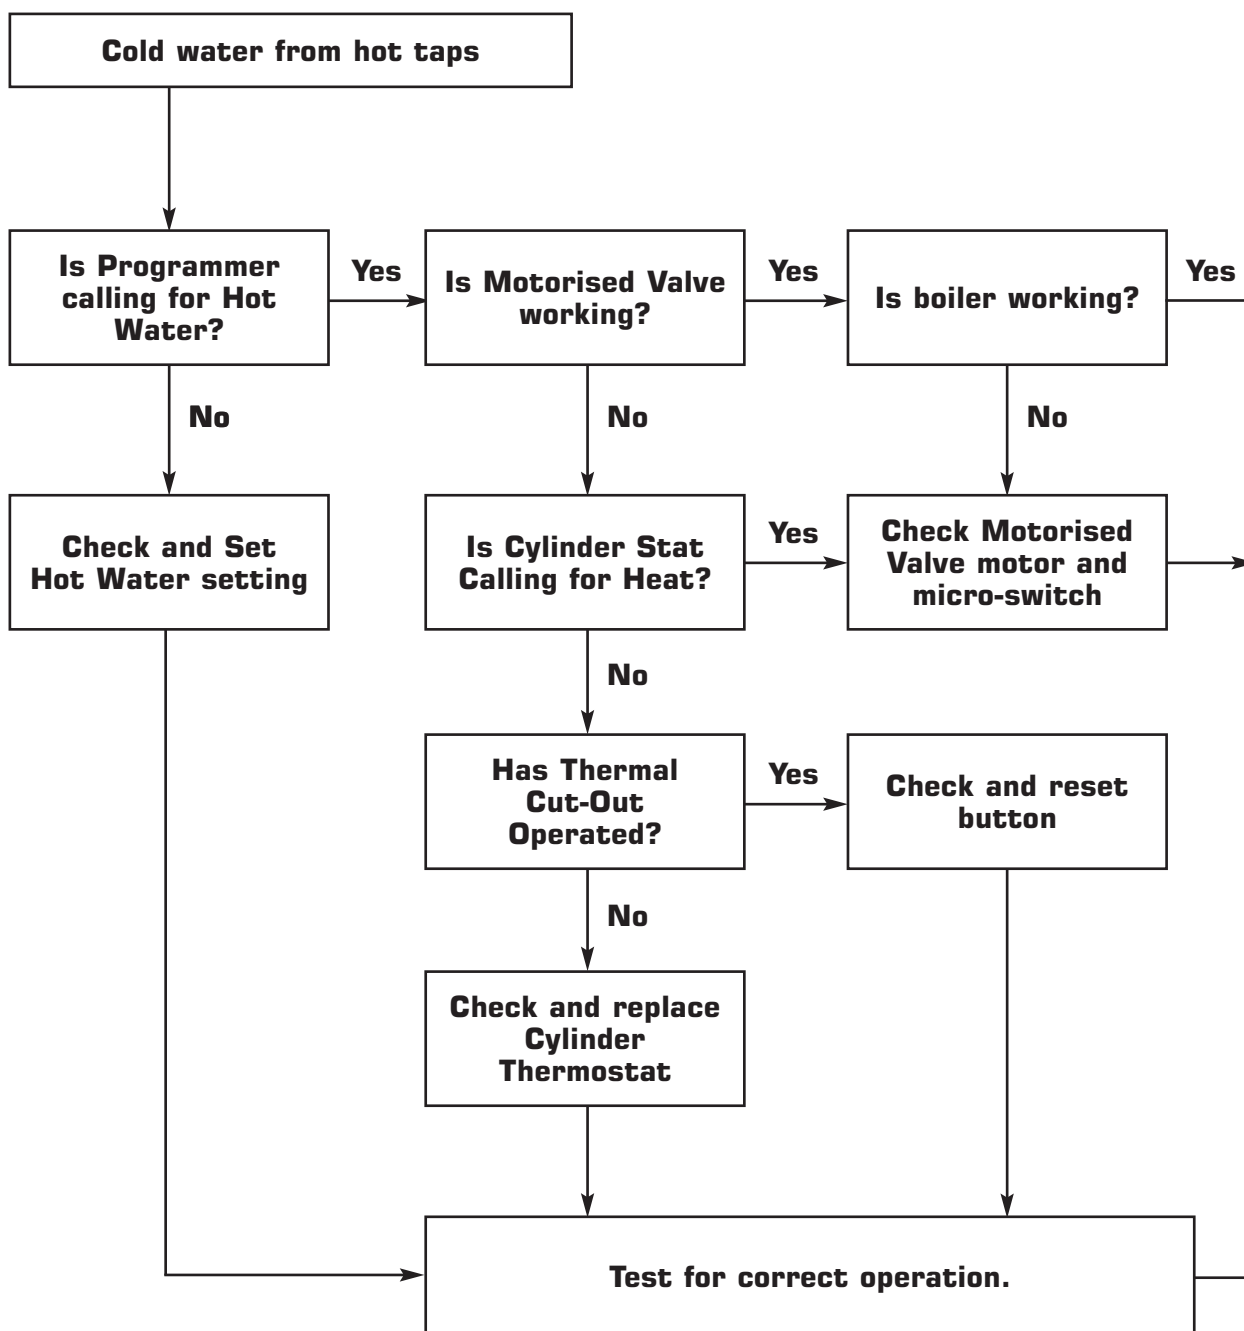 Cold water from hot taps
Is Programmer
calling for Hot
Water?
Yes
Is Motorised Valve
working?
Yes
Is boiler working?
Yes
No
No
No
Check and Set
Hot Water setting
Is Cylinder Stat
Calling for Heat?
Yes
Check Motorised
Valve motor and
micro-switch
No
Has Thermal
Cut-Out
Operated?
Yes
Check and reset
button
No
Check and replace
Cylinder
Thermostat
Test for correct operation.